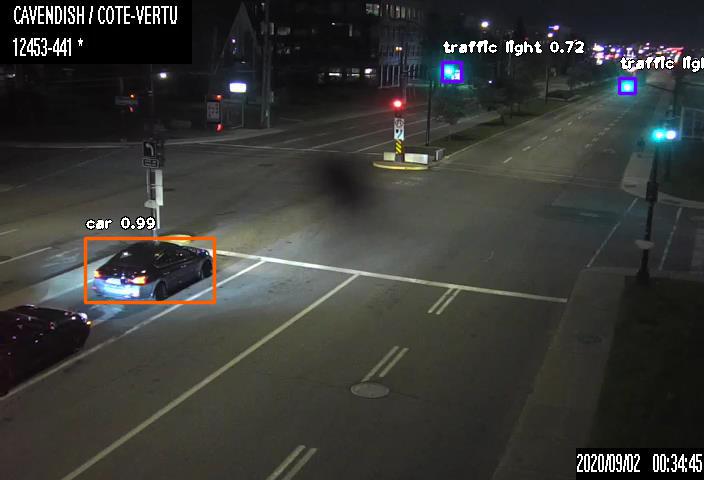 CAVENDISH / COTE-VERTU
12453-441 *
traffic light 0.72
traffic lig
car 0.99
2020/09/02 00:34:45